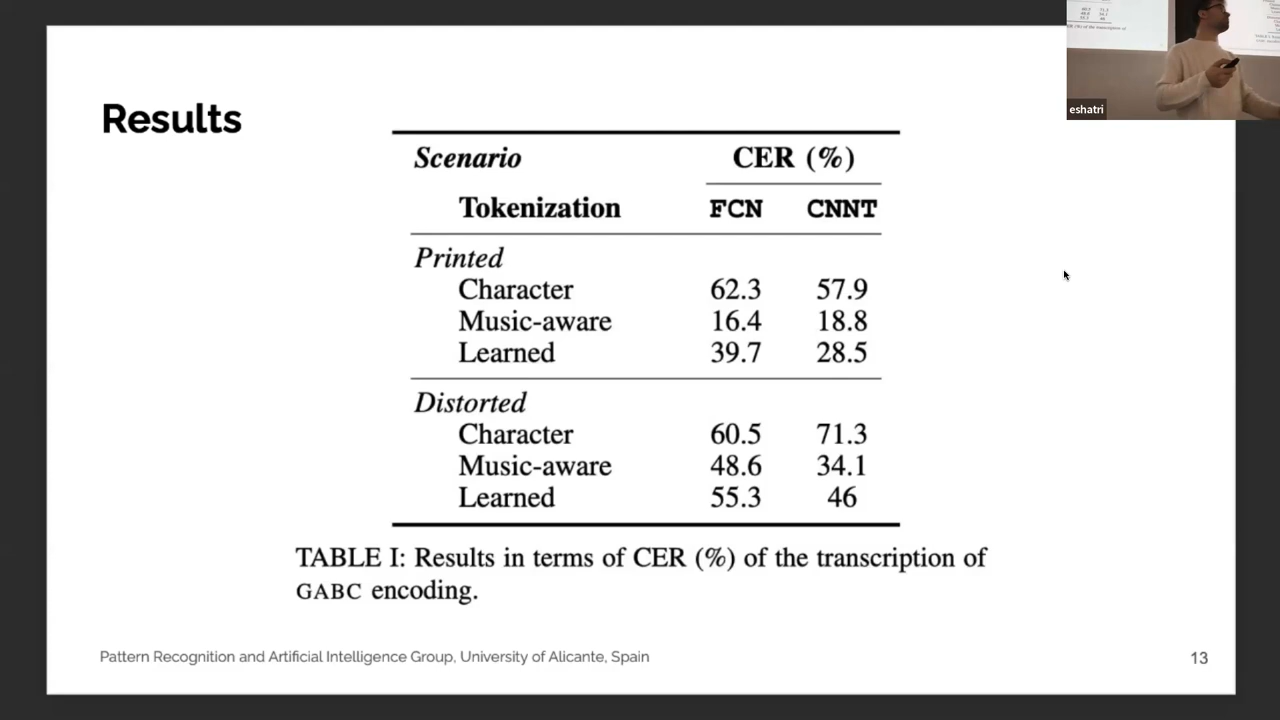 Results
Scenario CER (%)
Tokenization FCN CNNT
Printed
Character 62.3 57.9
Music-aware 16.4 18.8
Learned 39.7 28.5
Distorted
Character 60.5 71.3
Music-aware 48.6 34.1
Learned 55.3 46
TABLE I: Results in terms of CER (%) of the transcription of
GABC encoding.
Pattern Recognition and Artificial Intelligence Group, University of Alicante, Spain
13
eshatri